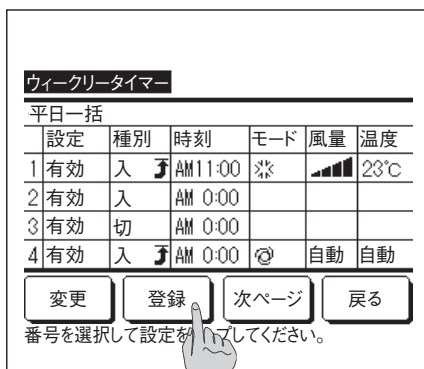 ウィークリータイマー
平日一括
設定 種別 時刻 モード 風量 温度
1 有効 入 AM11:00 23℃
2 有効 入 AM 0:00
3 有効 切 AM 0:00
4 有効 入 AM 0:00 自動 自動
変更 登録 次ページ 戻る
番号を選択して設定を プしてください。